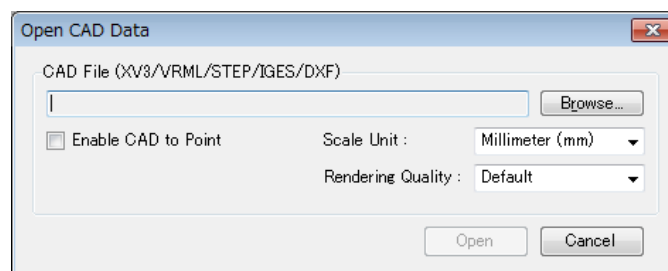 Open CAD Data
CAD File (XV3/VRML/STEP/IGES/DXF)
Browse...
Enable CAD to Point
Scale Unit :
Millimeter (mm)
Rendering Quality :
Default
Open
Cancel